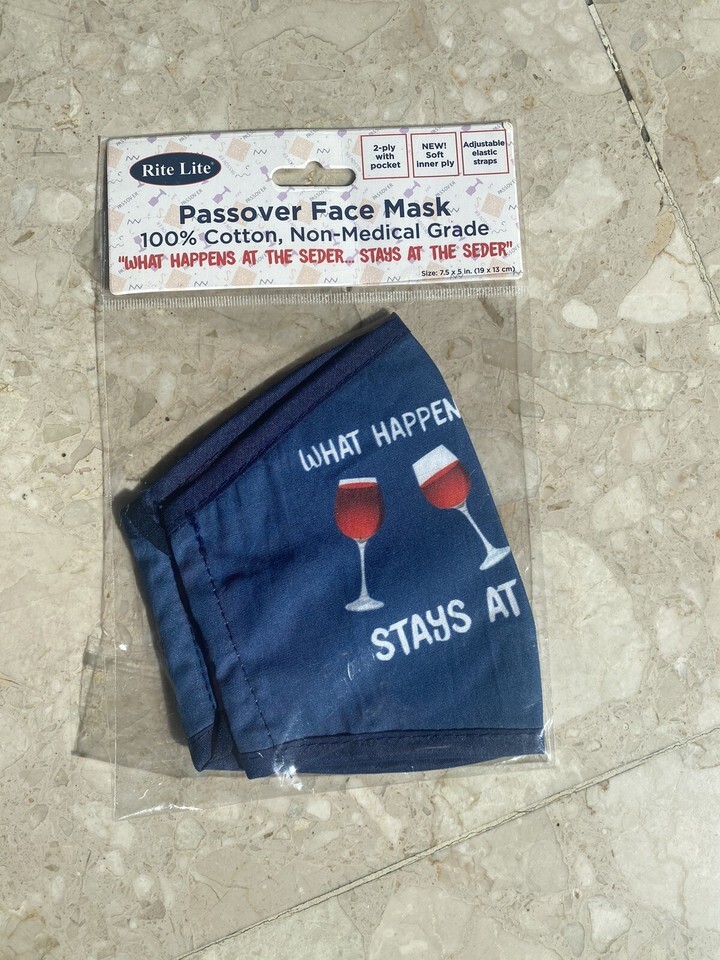 Rite Lite®
2-ply
with
pocket
NEW!
Soft
inner ply
Adjustable
elastic
straps
Passover Face Mask
100% Cotton, Non-Medical Grade
"WHAT HAPPENS AT THE SEDER... STAYS AT THE SEDER"
Size: 7.5 x 5 in. (19 x 13 cm)
WHAT HAPPEN
STAYS AT